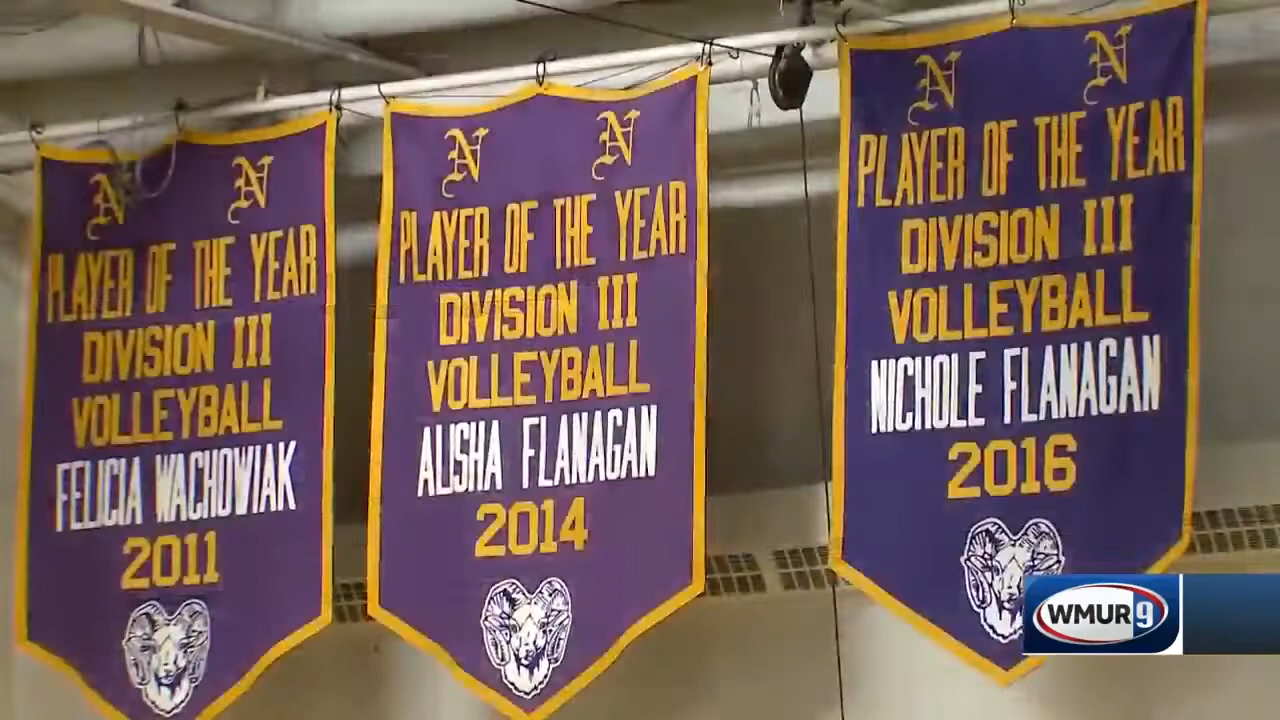 N N
PLAYER OF THE YEAR
DIVISION III
VOLLEYBALL
FELICIA WACHOWIAK
2011
N N
PLAYER OF THE YEAR
DIVISION III
VOLLEYBALL
ALISHA FLANAGAN
2014
N N
PLAYER OF THE YEAR
DIVISION III
VOLLEYBALL
NICHOLE FLANAGAN
2016
WMUR 9